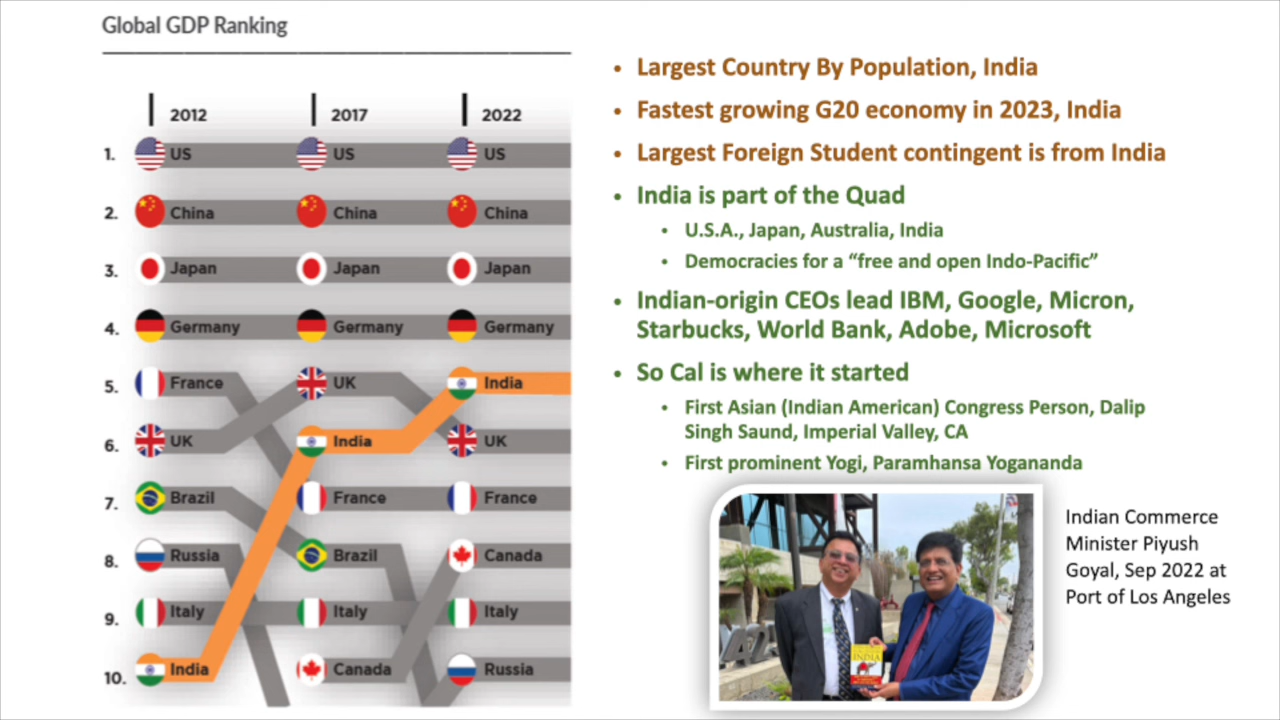 Global GDP Ranking
2012 2017 2022
1. US US US
2. China China China
3. Japan Japan Japan
4. Germany Germany Germany
5. France UK India
6. UK India UK
7. Brazil France France
8. Russia Brazil Canada
9. Italy Italy Italy
10. India Canada Russia
• Largest Country By Population, India
• Fastest growing G20 economy in 2023, India
• Largest Foreign Student contingent is from India
• India is part of the Quad
• U.S.A., Japan, Australia, India
• Democracies for a “free and open Indo-Pacific”
• Indian-origin CEOs lead IBM, Google, Micron,
Starbucks, World Bank, Adobe, Microsoft
• So Cal is where it started
• First Asian (Indian American) Congress Person, Dalip
Singh Saund, Imperial Valley, CA
• First prominent Yogi, Paramhansa Yogananda
INDIA
Indian Commerce
Minister Piyush
Goyal, Sep 2022 at
Port of Los Angeles